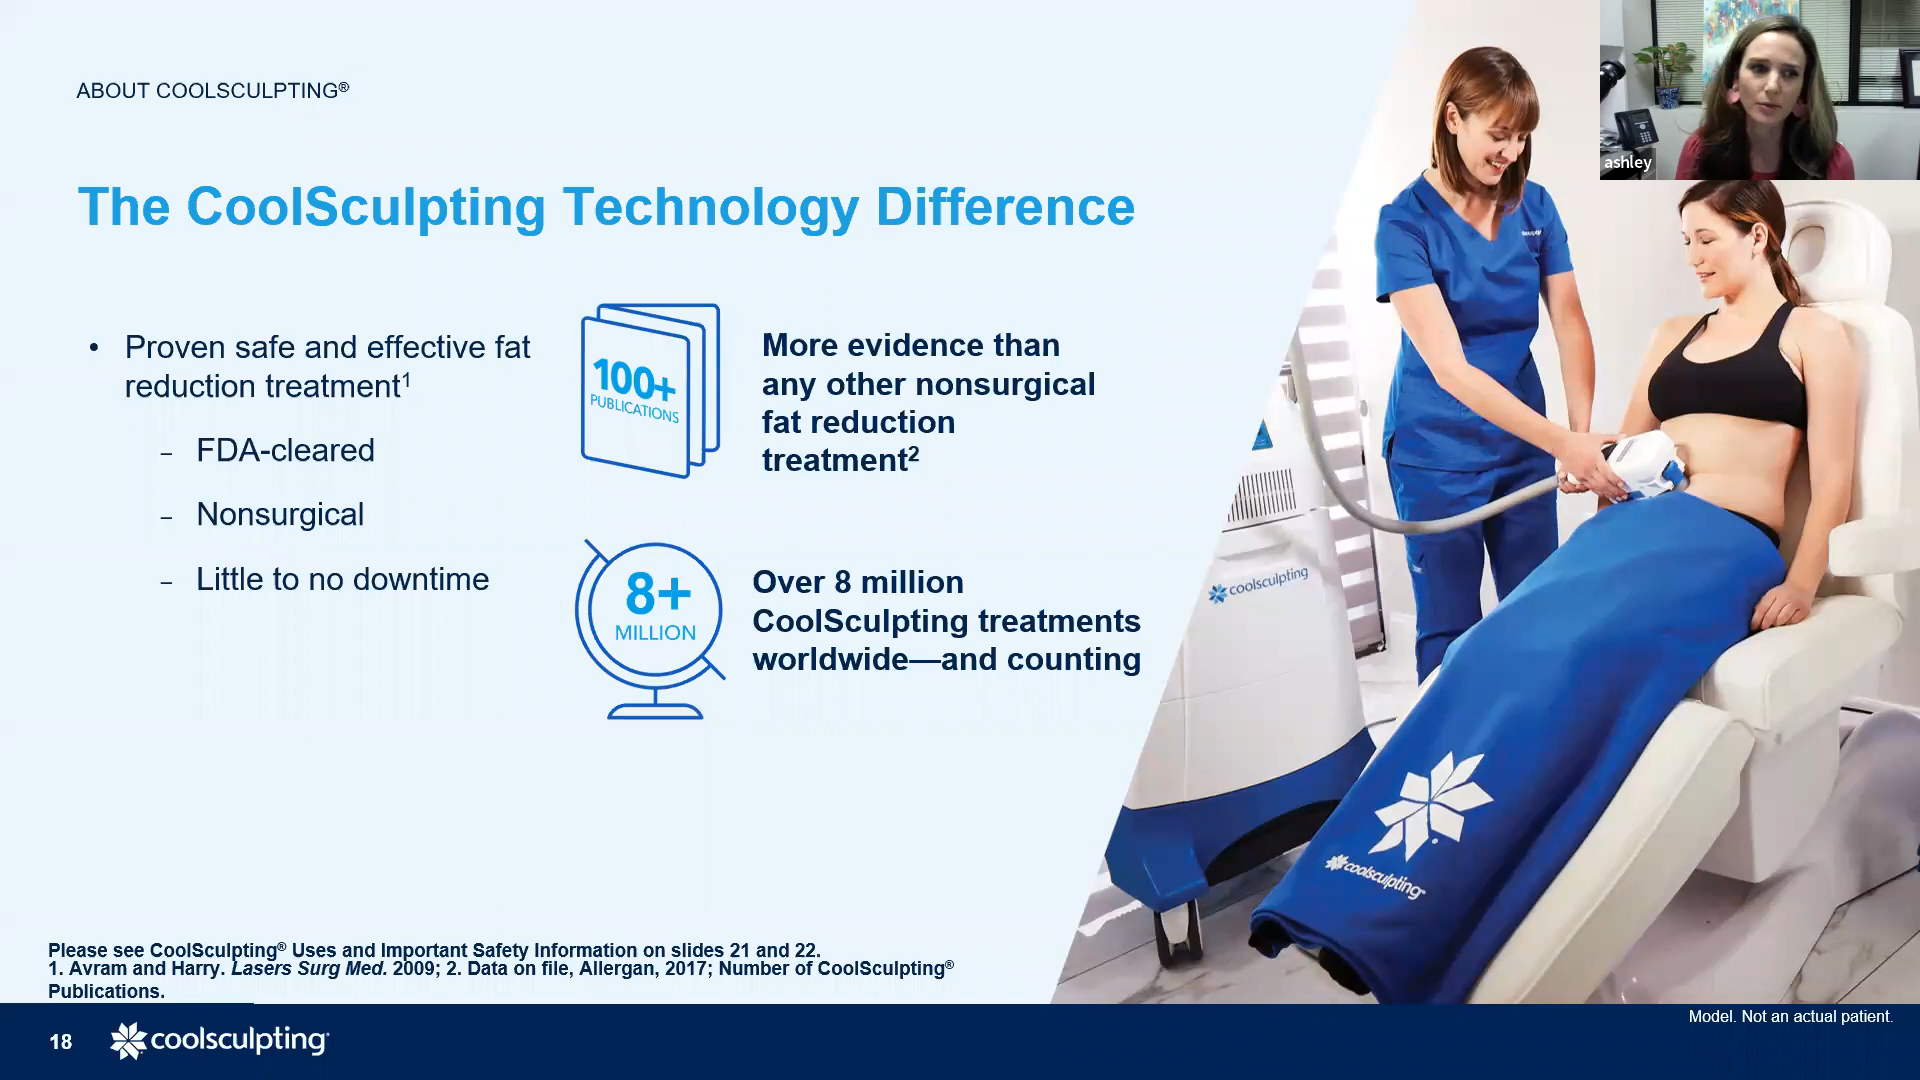 ABOUT COOLSCULPTING®
ashley
The CoolSculpting Technology Difference
• Proven safe and effective fat
reduction treatment1
– FDA-cleared
– Nonsurgical
– Little to no downtime
100+
PUBLICATIONS
More evidence than
any other nonsurgical
fat reduction
treatment2
8+
MILLION
Over 8 million
CoolSculpting treatments
worldwide—and counting
coolsculpting
coolsculpting
Please see CoolSculpting® Uses and Important Safety Information on slides 21 and 22.
1. Avram and Harry. Lasers Surg Med. 2009; 2. Data on file, Allergan, 2017; Number of CoolSculpting®
Publications.
Model. Not an actual patient.
18
coolsculpting